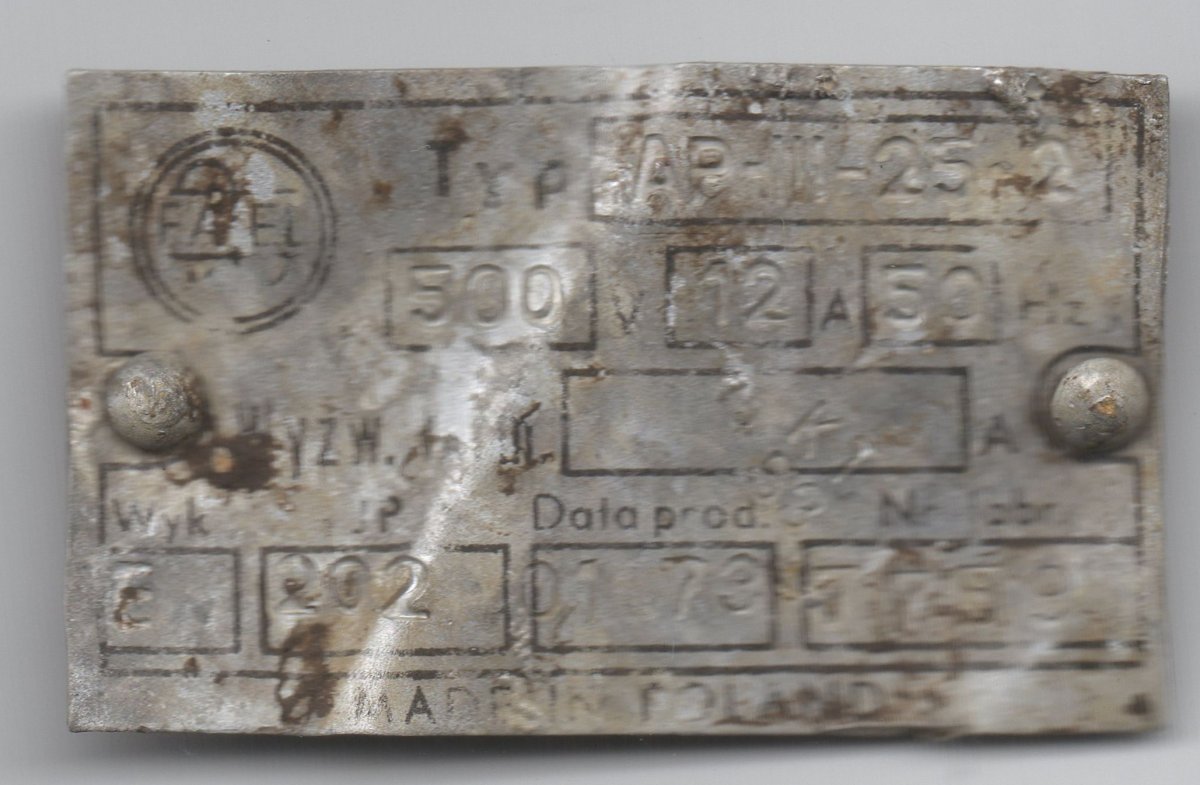 Typ AP-III-25-2
500 V 12 A 50 Hz
Wyzw. A
Wyk JP Data prod. Nr fabr.
202 01 73
MADE IN POLAND